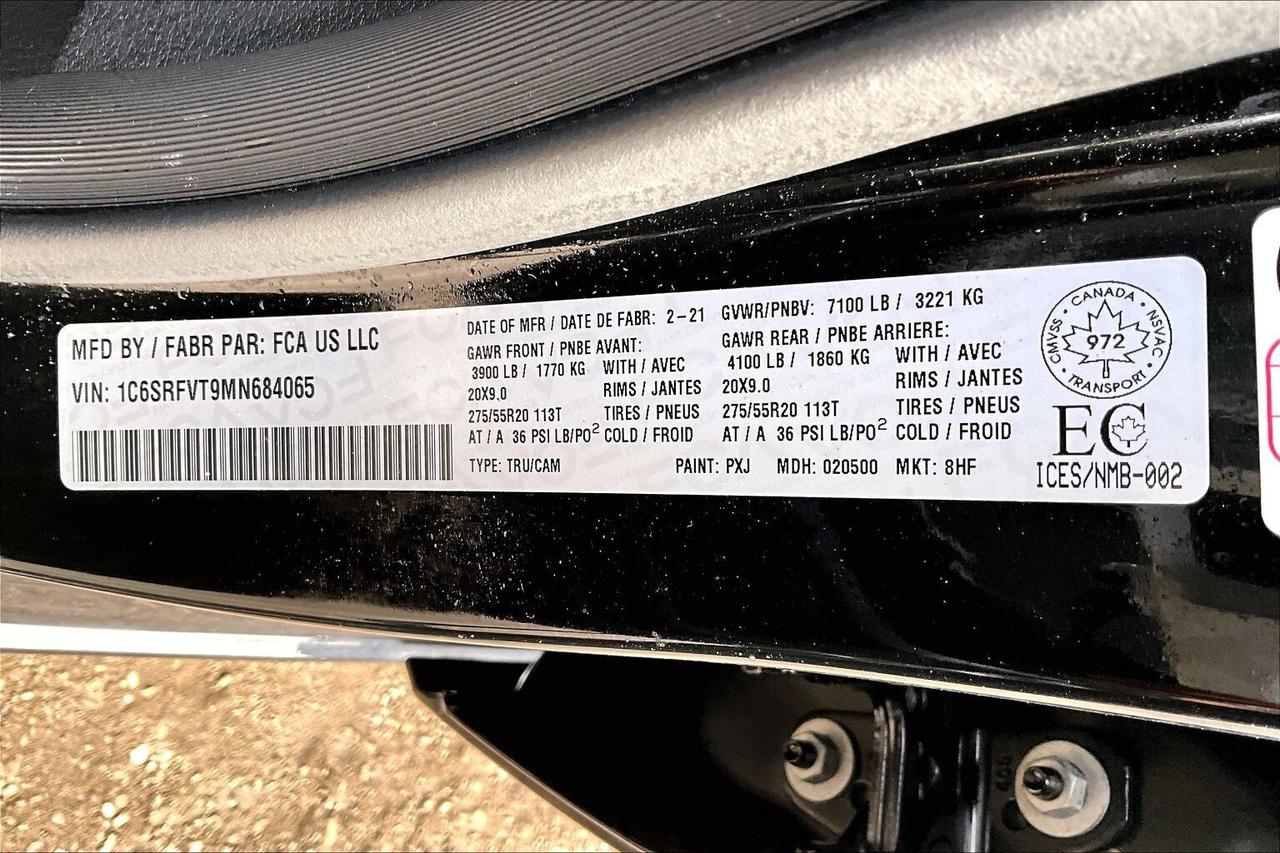 MFD BY / FABR PAR: FCA US LLC
VIN: 1C6SRFVT9MN684065
DATE OF MFR / DATE DE FABR: 2-21
GAWR FRONT / PNBE AVANT:
3900 LB / 1770 KG WITH / AVEC
20X9.0 RIMS / JANTES
275/55R20 113T TIRES / PNEUS
AT / A 36 PSI LB/PO² COLD / FROID
TYPE: TRU/CAM
GVWR/PNBV: 7100 LB / 3221 KG
GAWR REAR / PNBE ARRIERE:
4100 LB / 1860 KG WITH / AVEC
20X9.0 RIMS / JANTES
275/55R20 113T TIRES / PNEUS
AT / A 36 PSI LB/PO² COLD / FROID
PAINT: PXJ MDH: 020500 MKT: 8HF
CANADA
CMVSS 972 NSVAC
TRANSPORT
EC
ICES/NMB-002